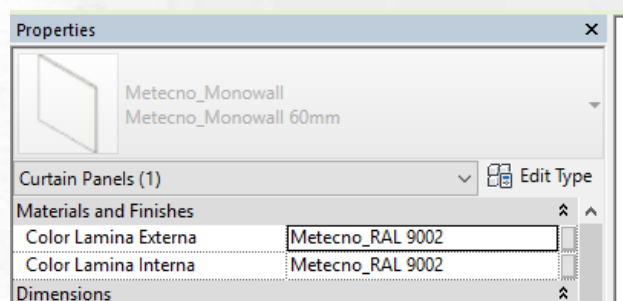 Properties
Metecno_Monowall
Metecno_Monowall 60mm
Curtain Panels (1) Edit Type
Materials and Finishes
Color Lamina Externa Metecno_RAL 9002
Color Lamina Interna Metecno_RAL 9002
Dimensions